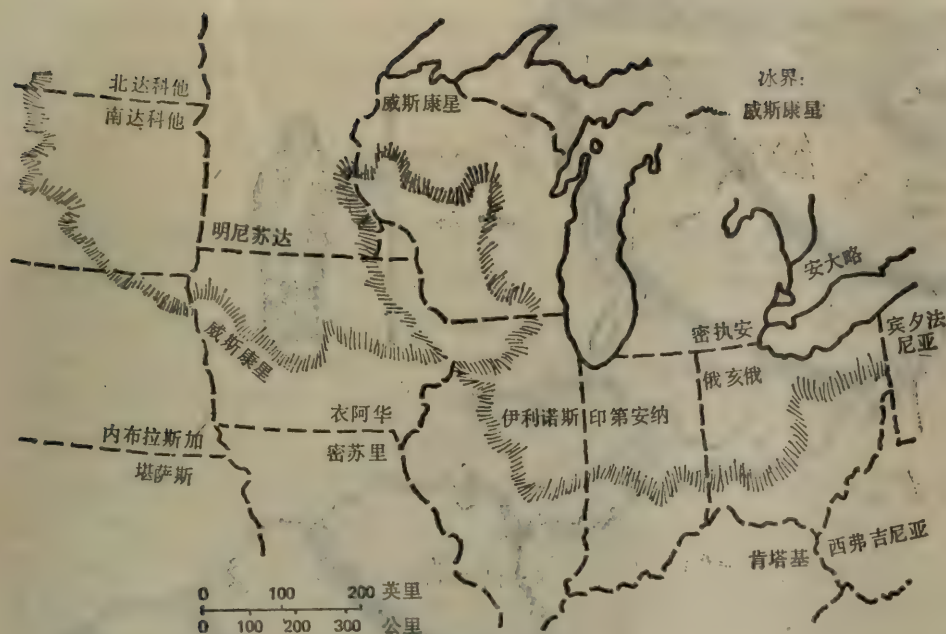 北达科他
南达科他
威斯康星
冰界：
威斯康星
明尼苏达
安大略
威斯康里
密执安
宾夕法
尼亚
俄亥俄
伊利诺斯
印第安纳
衣阿华
密苏里
内布拉斯加
堪萨斯
肯塔基
西弗吉尼亚
0 100 200 英里
0 100 200 300 公里